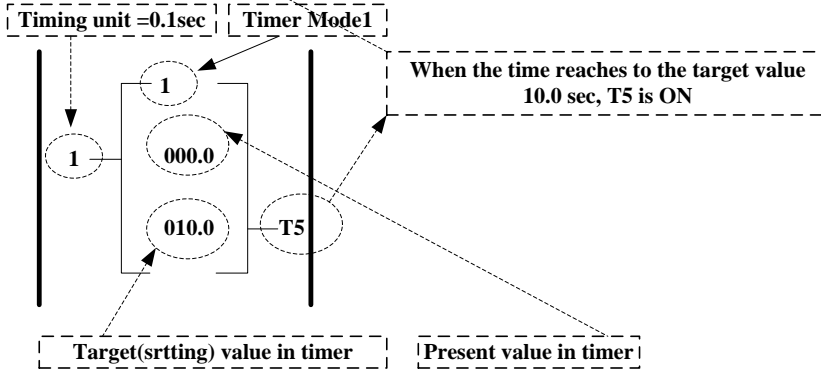 Timing unit =0.1sec
Timer Mode1
When the time reaches to the target value
10.0 sec, T5 is ON
1
1
000.0
010.0
T5
Target(srtting) value in timer
Present value in timer